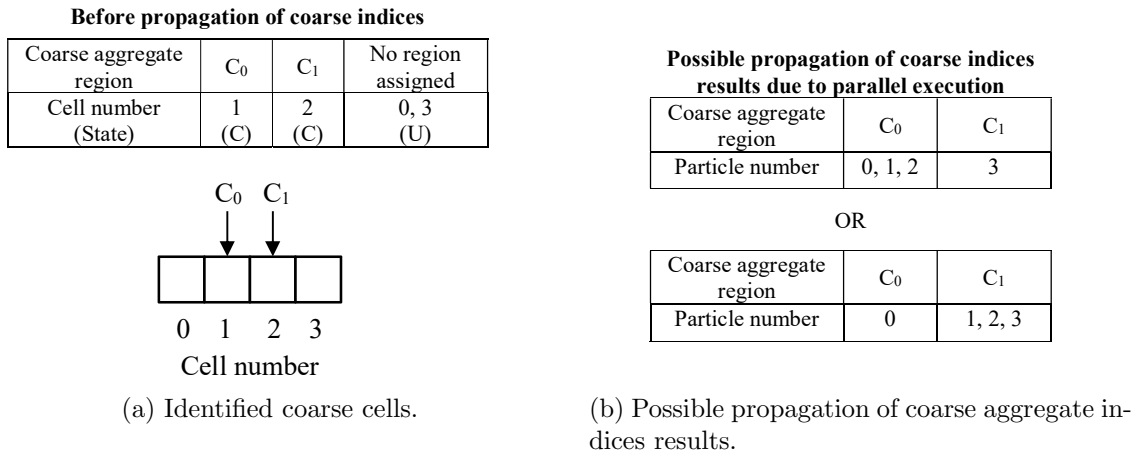 Before propagation of coarse indices
Coarse aggregate region C₀ C₁ No region assigned
Cell number (State) 1 (C) 2 (C) 0, 3 (U)
C₀ C₁
0 1 2 3
Cell number
(a) Identified coarse cells.
Possible propagation of coarse indices
results due to parallel execution
Coarse aggregate region C₀ C₁
Particle number 0, 1, 2 3
OR
Coarse aggregate region C₀ C₁
Particle number 0 1, 2, 3
(b) Possible propagation of coarse aggregate in-
dices results.